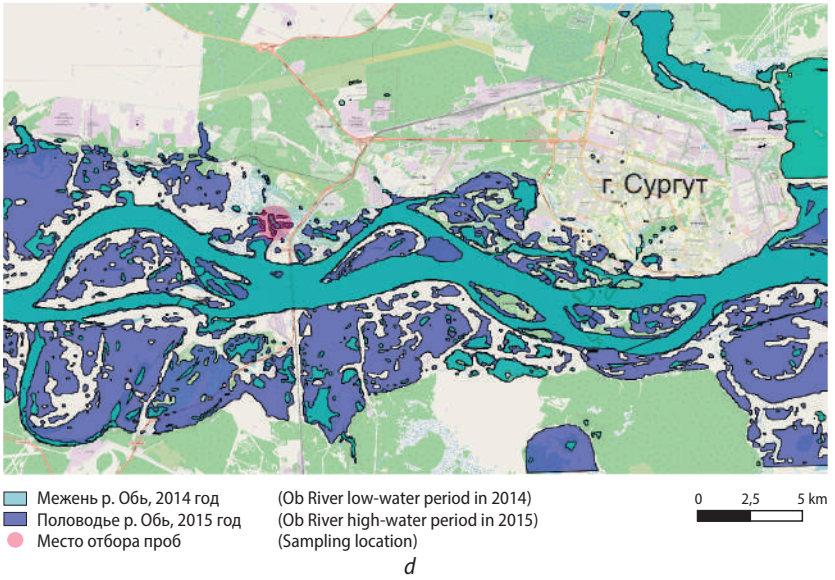 г. Сургут
Межень р. Обь, 2014 год (Ob River low-water period in 2014)
Половодье р. Обь, 2015 год (Ob River high-water period in 2015)
Место отбора проб (Sampling location)
0 2,5 5 km
d